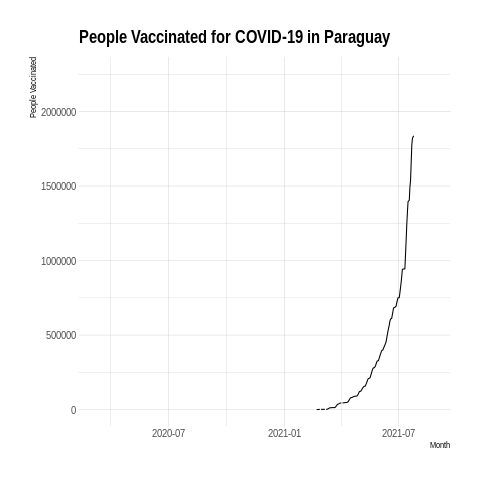 People Vaccinated for COVID-19 in Paraguay
People Vaccinated
2000000
1500000
1000000
500000
0
2020-07 2021-01 2021-07
Month